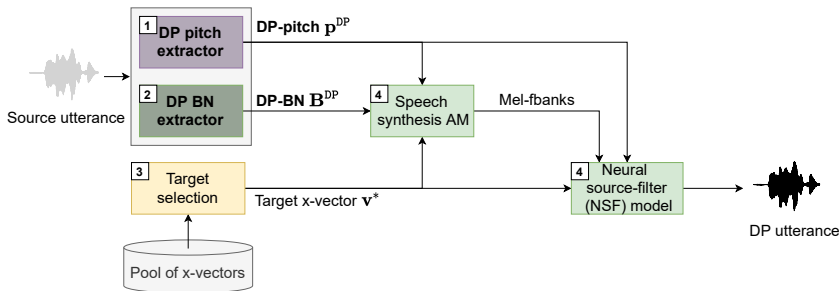 1
DP pitch
extractor
DP-pitch p^DP
2
DP BN
extractor
DP-BN B^DP
Source utterance
4
Speech
synthesis AM
Mel-fbanks
3
Target
selection
Target x-vector v*
4
Neural
source-filter
(NSF) model
DP utterance
Pool of x-vectors